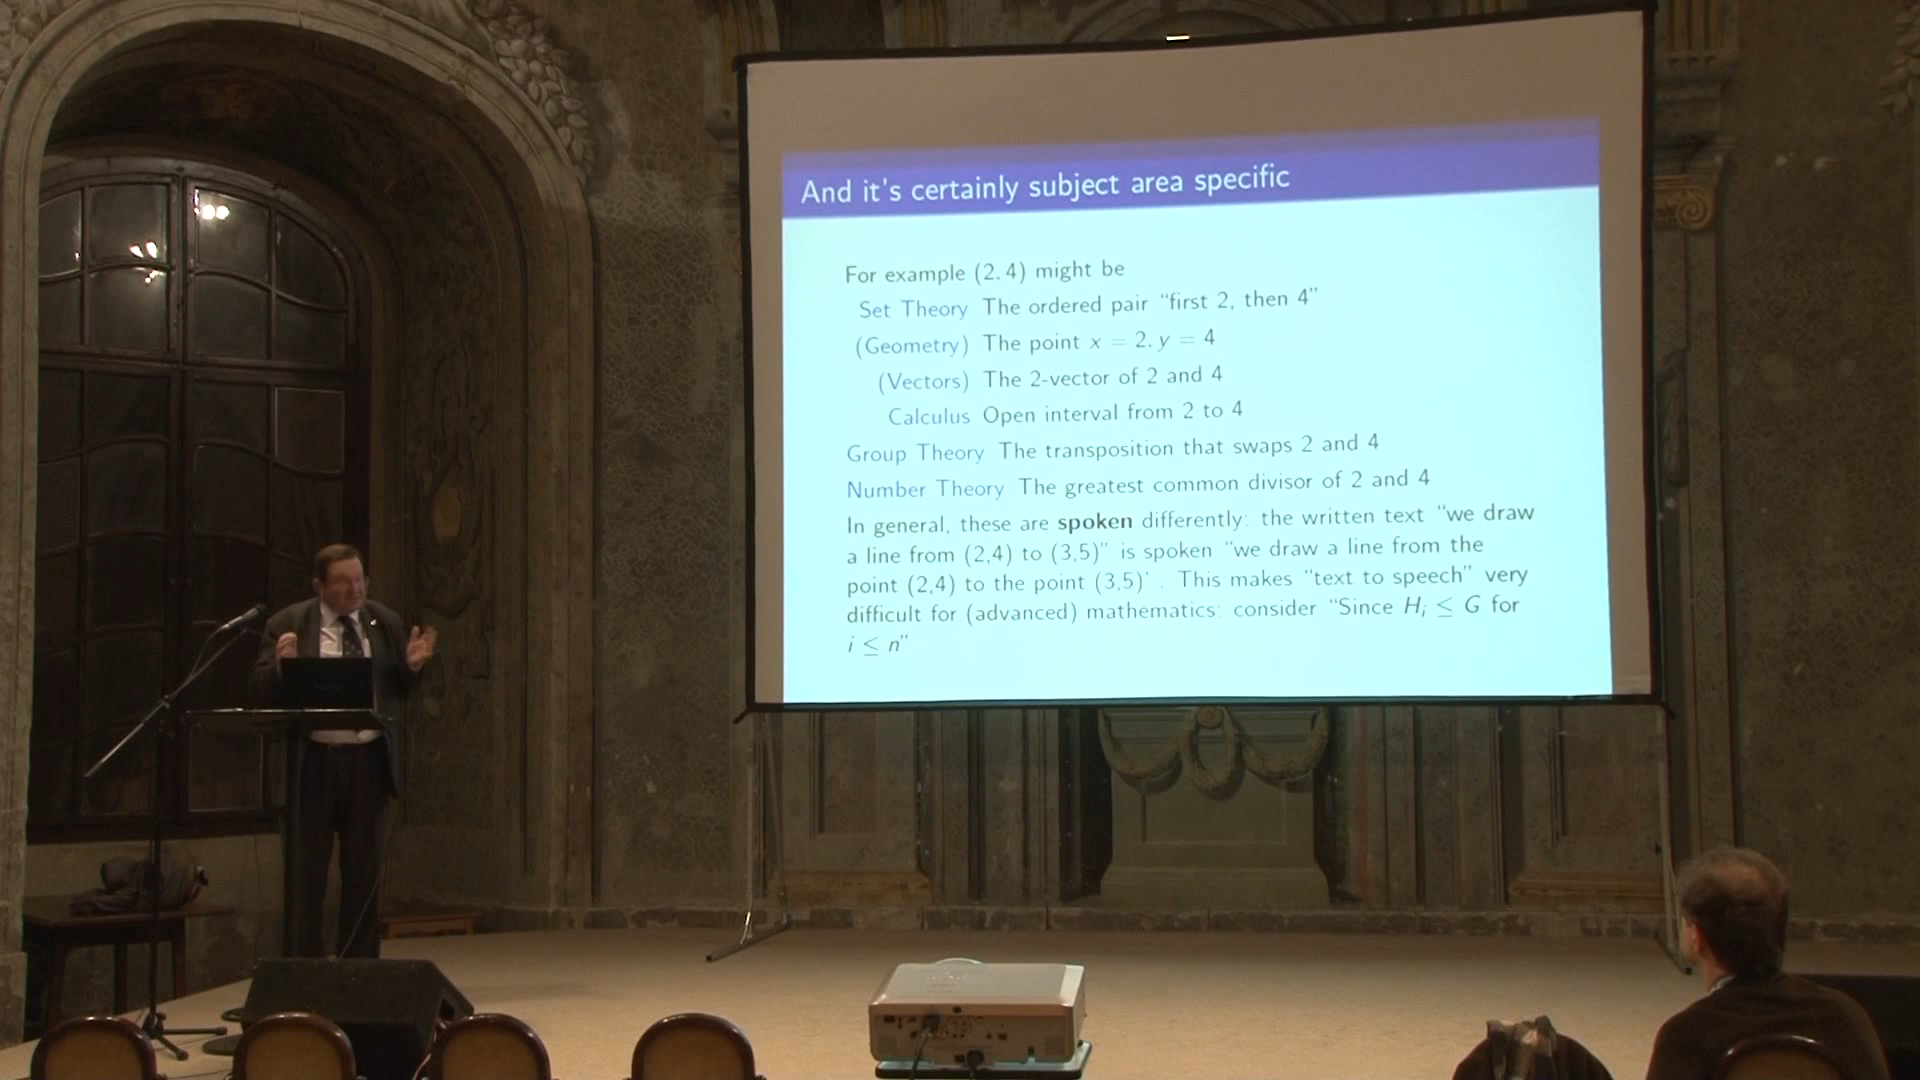 And it's certainly subject area specific
For example (2, 4) might be
Set Theory The ordered pair “first 2, then 4”
(Geometry) The point x = 2, y = 4
(Vectors) The 2-vector of 2 and 4
Calculus Open interval from 2 to 4
Group Theory The transposition that swaps 2 and 4
Number Theory The greatest common divisor of 2 and 4
In general, these are spoken differently: the written text “we draw
a line from (2,4) to (3,5)” is spoken “we draw a line from the
point (2,4) to the point (3,5)' . This makes “text to speech” very
difficult for (advanced) mathematics: consider “Since Hᵢ ≤ G for
i ≤ n”